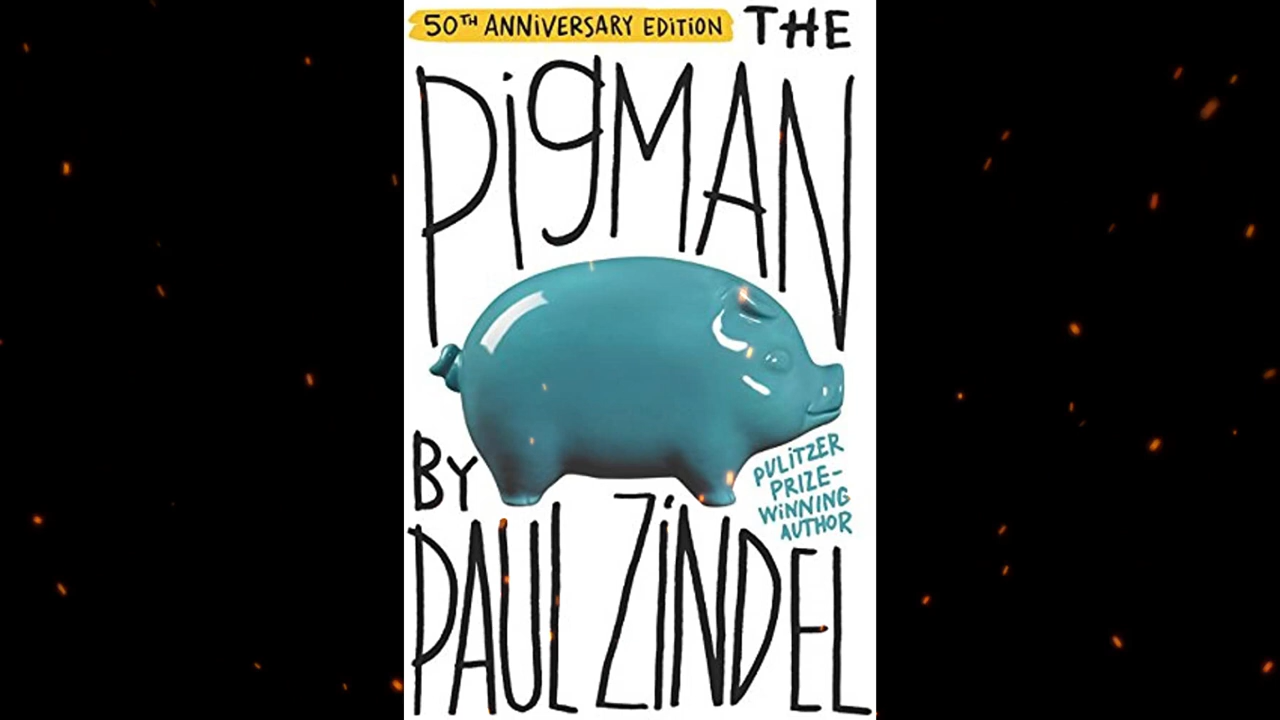 50TH ANNIVERSARY EDITION THE
PigMAN
BY
PULITZER
PRIZE-
WINNING
AUTHOR
PAUL ZINDEL